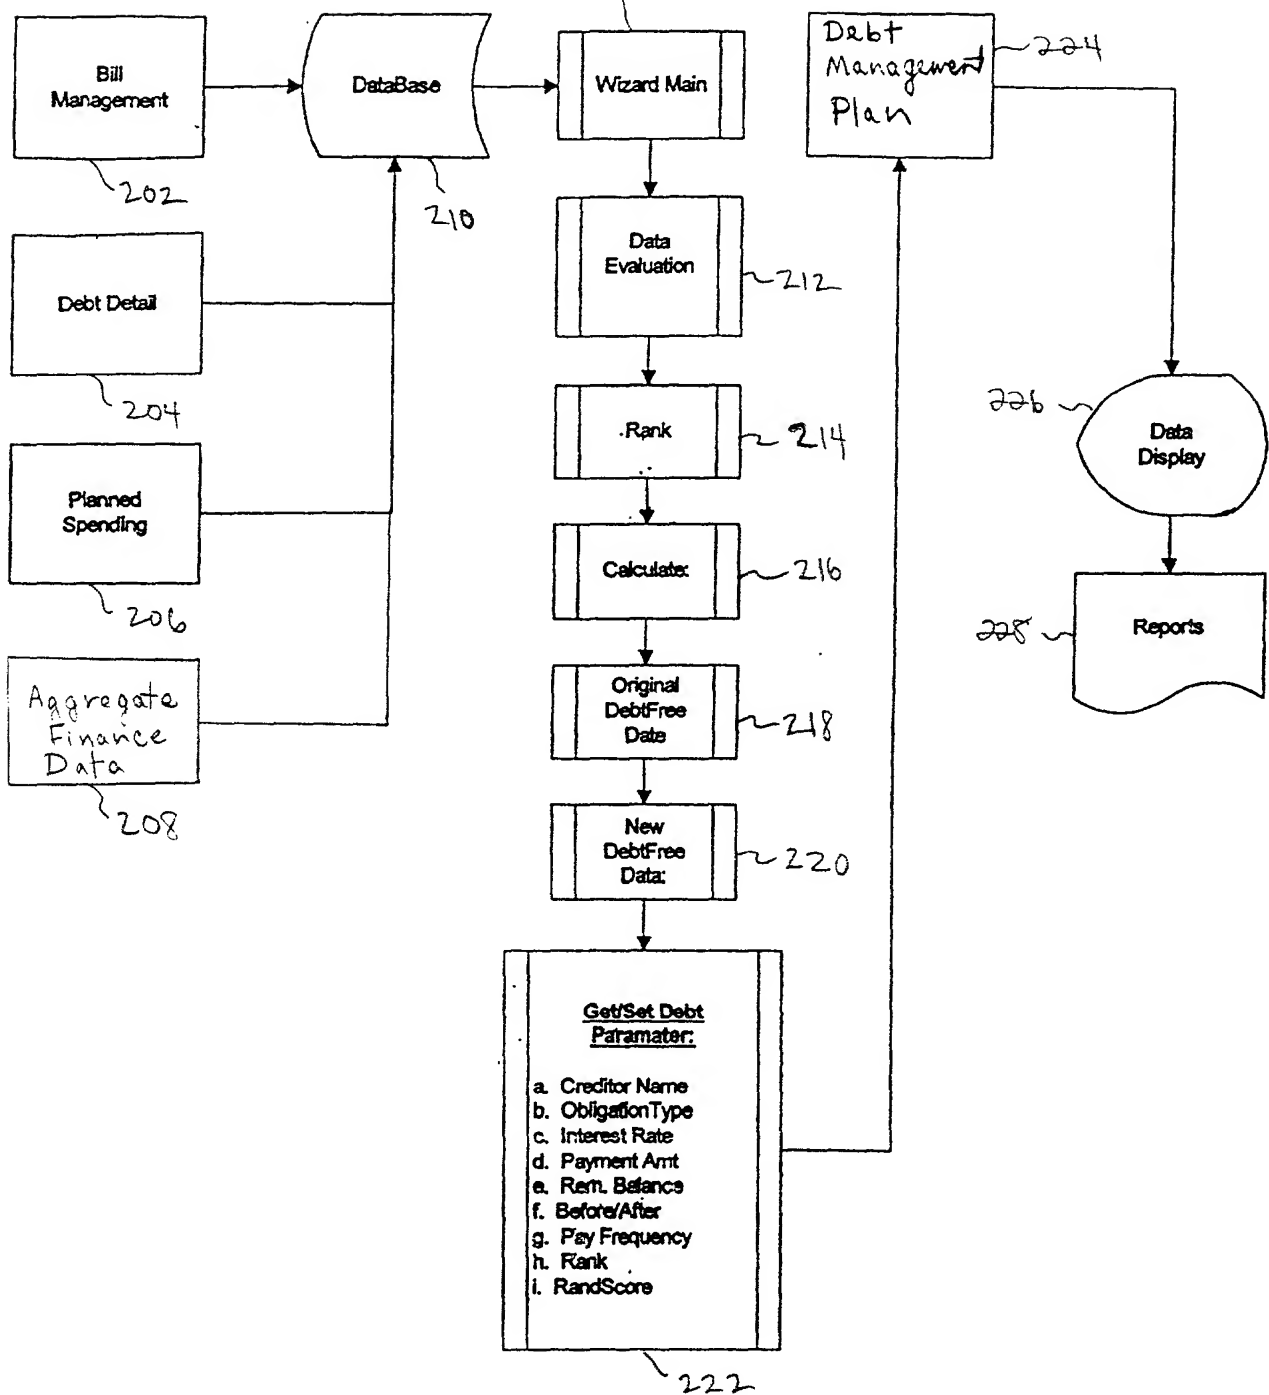 Bill
Management
202
Debt Detail
204
Planned
Spending
206
Aggregate
Finance
Data
208
DataBase
210
Wizard Main
Data
Evaluation
212
.Rank
214
Calculate:
216
Original
DebtFree
Date
218
New
DebtFree
Data:
220
Get/Set Debt
Paramater:
a. Creditor Name
b. ObligationType
c. Interest Rate
d. Payment Amt
e. Rem. Balance
f. Before/After
g. Pay Frequency
h. Rank
i. RandScore
222
Debt
Management
Plan
224
Data
Display
226
Reports
228